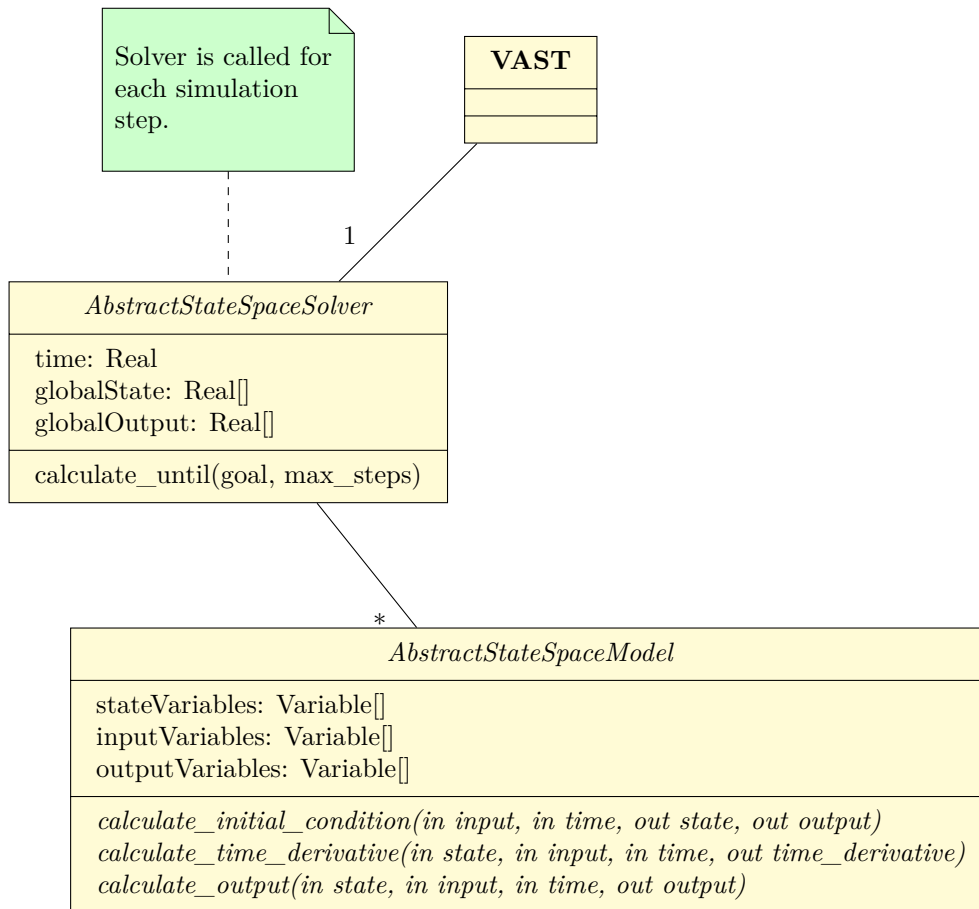 Solver is called for
each simulation
step.
VAST
1
AbstractStateSpaceSolver
time: Real
globalState: Real[]
globalOutput: Real[]
calculate_until(goal, max_steps)
*
AbstractStateSpaceModel
stateVariables: Variable[]
inputVariables: Variable[]
outputVariables: Variable[]
calculate_initial_condition(in input, in time, out state, out output)
calculate_time_derivative(in state, in input, in time, out time_derivative)
calculate_output(in state, in input, in time, out output)